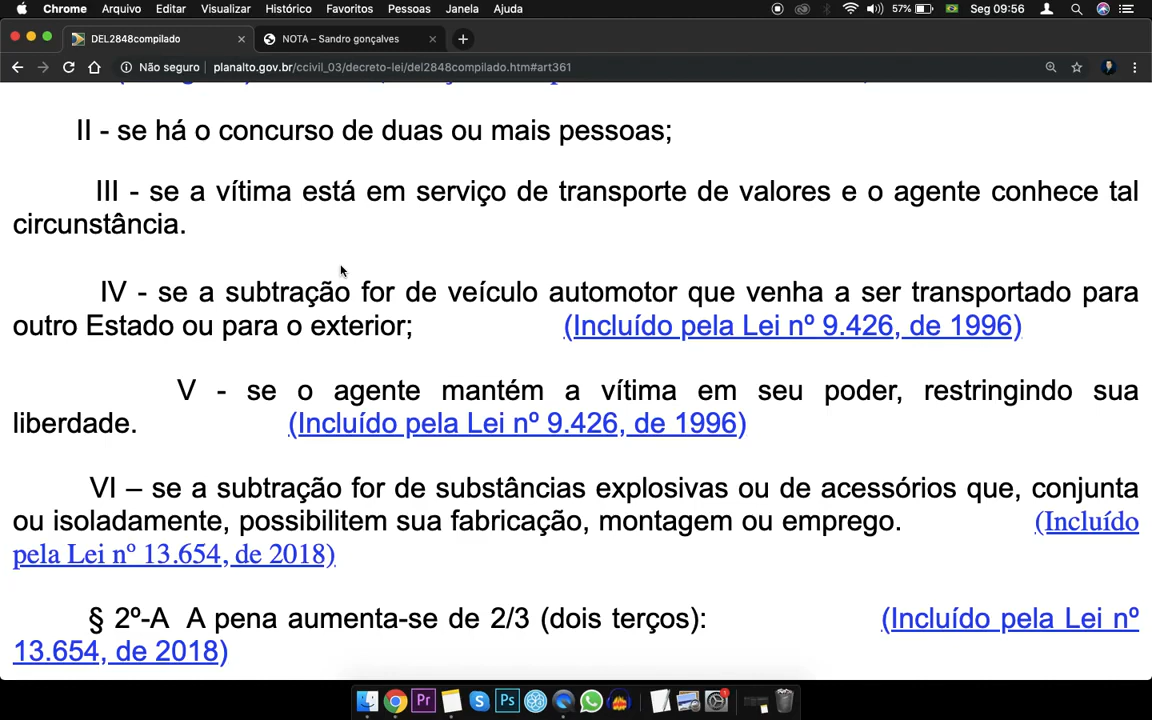 Chrome Arquivo Editar Visualizar Histórico Favoritos Pessoas Janela Ajuda 57% Seg 09:56
DEL2848compilado NOTA – Sandro gonçalves
Não seguro planalto.gov.br/ccivil_03/decreto-lei/del2848compilado.htm#art361
II - se há o concurso de duas ou mais pessoas;
III - se a vítima está em serviço de transporte de valores e o agente conhece tal
circunstância.
IV - se a subtração for de veículo automotor que venha a ser transportado para
outro Estado ou para o exterior; (Incluído pela Lei nº 9.426, de 1996)
V - se o agente mantém a vítima em seu poder, restringindo sua
liberdade. (Incluído pela Lei nº 9.426, de 1996)
VI – se a subtração for de substâncias explosivas ou de acessórios que, conjunta
ou isoladamente, possibilitem sua fabricação, montagem ou emprego. (Incluído
pela Lei nº 13.654, de 2018)
§ 2º-A A pena aumenta-se de 2/3 (dois terços): (Incluído pela Lei nº
13.654, de 2018)
Pr Ps